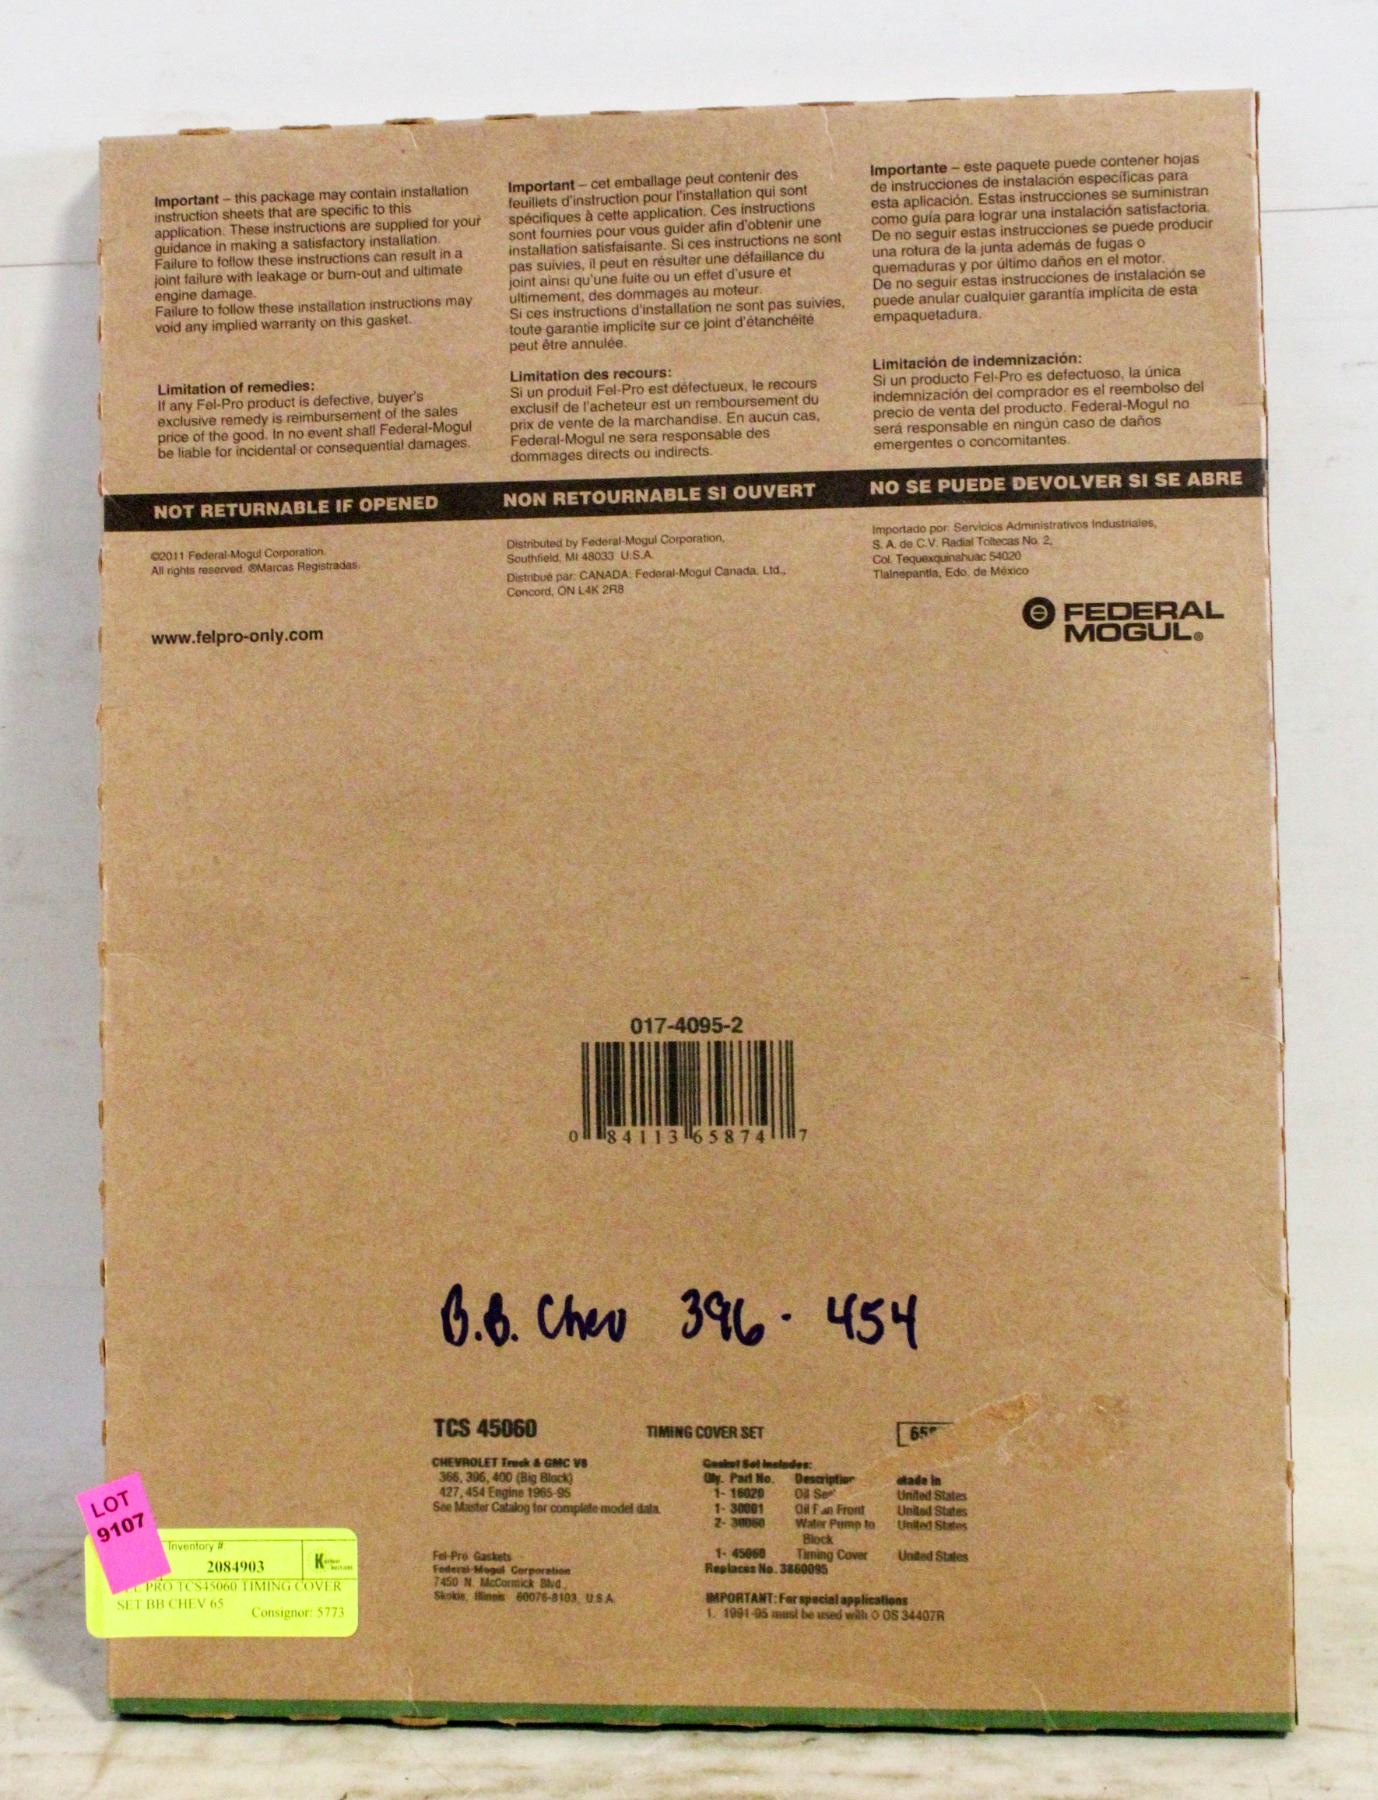 Important – this package may contain installation
instruction sheets that are specific to this
application. These instructions are supplied for your
guidance in making a satisfactory installation.
Failure to follow these instructions can result in a
joint failure with leakage or burn-out and ultimate
engine damage.
Failure to follow these installation instructions may
void any implied warranty on this gasket.
Limitation of remedies:
If any Fel-Pro product is defective, buyer's
exclusive remedy is reimbursement of the sales
price of the good. In no event shall Federal-Mogul
be liable for incidental or consequential damages.
Important – cet emballage peut contenir des
feuillets d'instruction pour l'installation qui sont
spécifiques à cette application. Ces instructions
sont fournies pour vous guider afin d'obtenir une
installation satisfaisante. Si ces instructions ne sont
pas suivies, il peut en résulter une défaillance du
joint ainsi qu'une fuite ou un effet d'usure et
ultimement, des dommages au moteur.
Si ces instructions d'installation ne sont pas suivies,
toute garantie implicite sur ce joint d'étanchéité
peut être annulée.
Limitation des recours:
Si un produit Fel-Pro est défectueux, le recours
exclusif de l'acheteur est un remboursement du
prix de vente de la marchandise. En aucun cas,
Federal-Mogul ne sera responsable des
dommages directs ou indirects.
Importante – este paquete puede contener hojas
de instrucciones de instalación específicas para
esta aplicación. Estas instrucciones se suministran
como guía para lograr una instalación satisfactoria.
De no seguir estas instrucciones se puede producir
una rotura de la junta además de fugas o
quemaduras y por último daños en el motor.
De no seguir estas instrucciones de instalación se
puede anular cualquier garantía implícita de esta
empaquetadura.
Limitación de indemnización:
Si un producto Fel-Pro es defectuoso, la única
indemnización del comprador es el reembolso del
precio de venta del producto. Federal-Mogul no
será responsable en ningún caso de daños
emergentes o concomitantes.
NOT RETURNABLE IF OPENED
NON RETOURNABLE SI OUVERT
NO SE PUEDE DEVOLVER SI SE ABRE
©2011 Federal-Mogul Corporation.
All rights reserved. ®Marcas Registradas.
www.felpro-only.com
Distributed by Federal-Mogul Corporation,
Southfield, MI 48033 U.S.A.
Distribué par: CANADA: Federal-Mogul Canada, Ltd.,
Concord, ON L4K 2R8
Importado por: Servicios Administrativos Industriales,
S. A. de C.V. Radial Toltecas No. 2,
Col. Tequexquinahuac 54020
Tlalnepantla, Edo. de México
FEDERAL
MOGUL®
017-4095-2
0 84113 65874 7
B.B. Chev 396 - 454
TCS 45060
TIMING COVER SET
CHEVROLET Truck & GMC V8
366, 396, 400 (Big Block)
427, 454 Engine 1965-95
See Master Catalog for complete model data.
Fel-Pro Gaskets
Federal-Mogul Corporation
7450 N. McCormick Blvd.,
Skokie, Illinois 60076-8103, U.S.A.
Gasket Set Includes:
Qty. Part No. Description Made in
1- 16020 Oil United States
1- 30001 Oil Front United States
2- 30060 Water Pump to United States
Block
1- 45060 Timing Cover United States
Replaces No. 3860095
IMPORTANT: For special applications
1. 1991-95 must be used with O OS 34407R
LOT
9107
Inventory #
2084903
PRO TCS45060 TIMING COVER
SET BB CHEV 65
Consignor: 5773